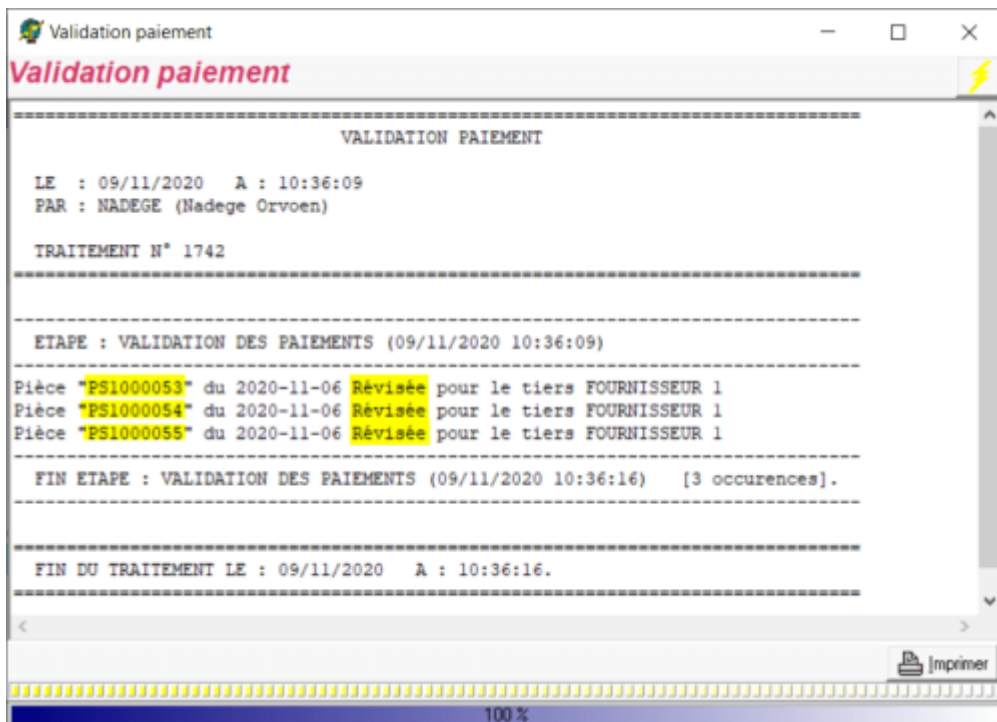 Validation paiement
Validation paiement
VALIDATION PAIEMENT
LE : 09/11/2020 A : 10:36:09
PAR : NADEGE (Nadege Orvoen)
TRAITEMENT N° 1742
ETAPE : VALIDATION DES PAIEMENTS (09/11/2020 10:36:09)
Pièce "PS1000053" du 2020-11-06 Révisée pour le tiers FOURNISSEUR 1
Pièce "PS1000054" du 2020-11-06 Révisée pour le tiers FOURNISSEUR 1
Pièce "PS1000055" du 2020-11-06 Révisée pour le tiers FOURNISSEUR 1
FIN ETAPE : VALIDATION DES PAIEMENTS (09/11/2020 10:36:16) [3 occurences].
FIN DU TRAITEMENT LE : 09/11/2020 A : 10:36:16.
Imprimer
100 %